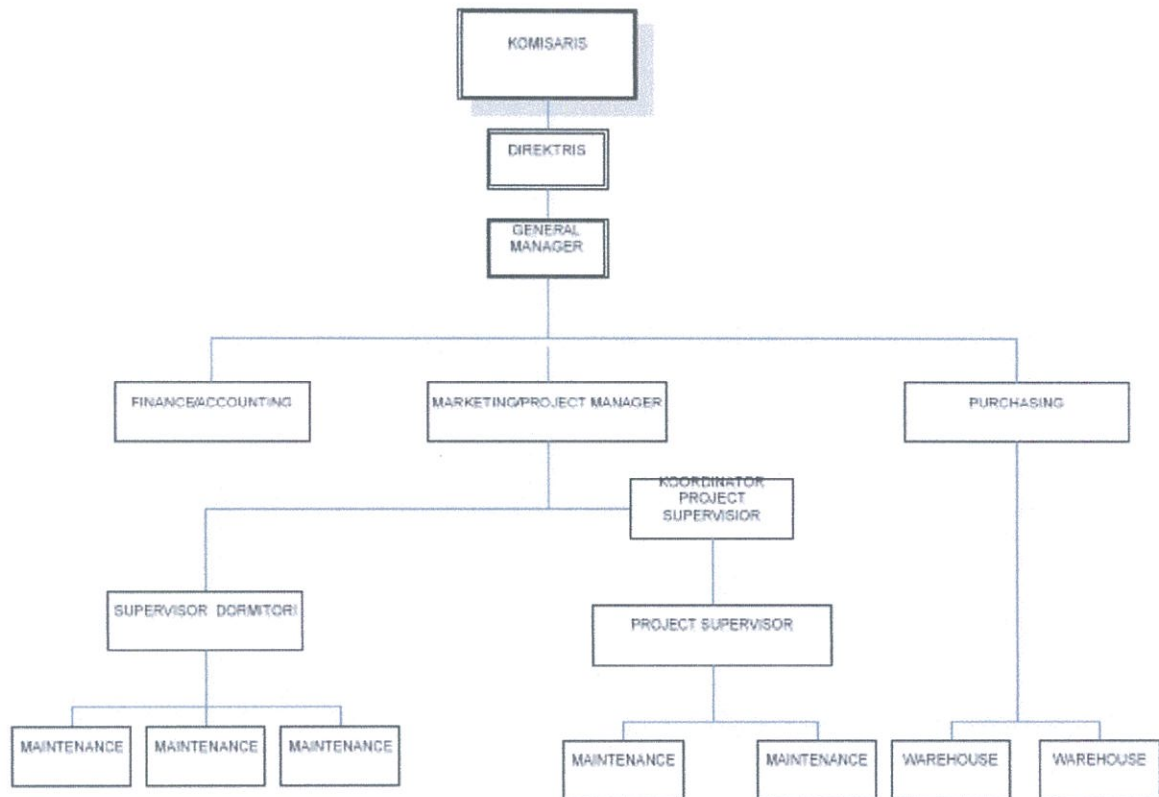 KOMISARIS
DIREKTRIS
GENERAL
MANAGER
FINANCE/ACCOUNTING
MARKETING/PROJECT MANAGER
PURCHASING
KOORDINATOR
PROJECT
SUPERVISIOR
SUPERVISOR DORMITORI
PROJECT SUPERVISOR
MAINTENANCE
MAINTENANCE
MAINTENANCE
MAINTENANCE
MAINTENANCE
WAREHOUSE
WAREHOUSE